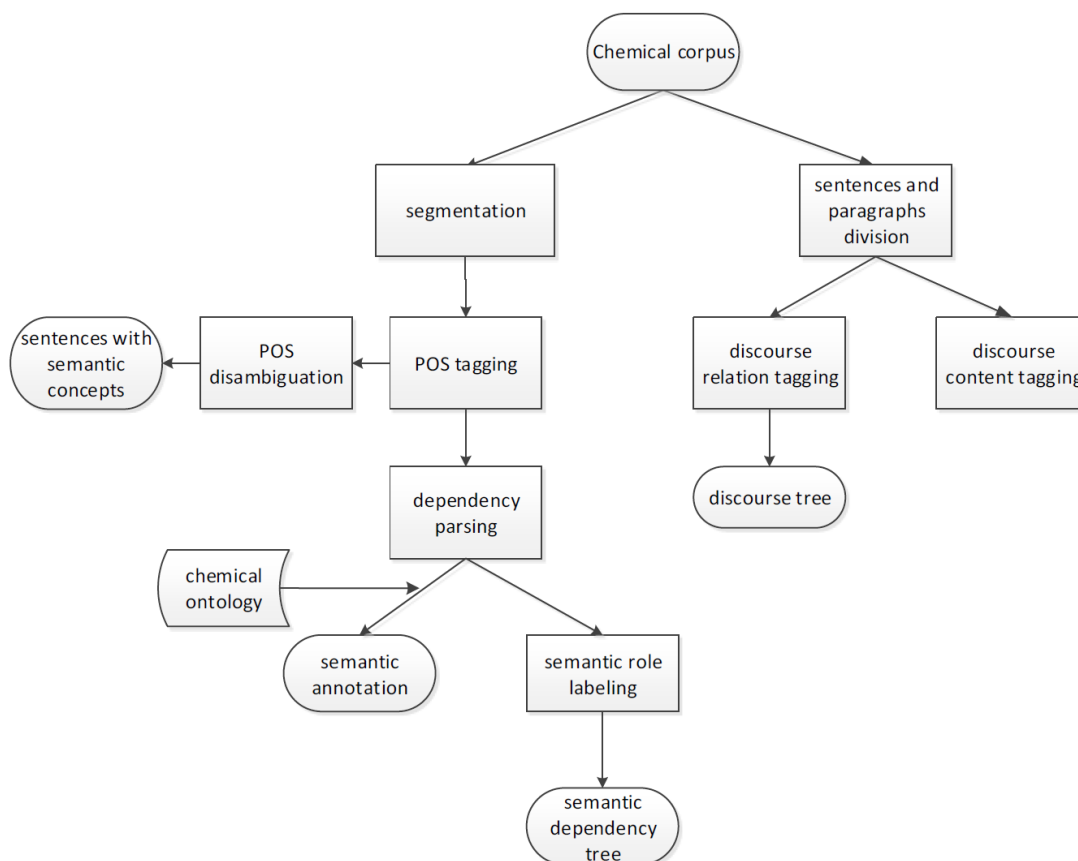 Chemical corpus
segmentation
sentences and
paragraphs
division
sentences with
semantic
concepts
POS
disambiguation
POS tagging
discourse
relation tagging
discourse
content tagging
dependency
parsing
discourse tree
chemical
ontology
semantic
annotation
semantic role
labeling
semantic
dependency
tree